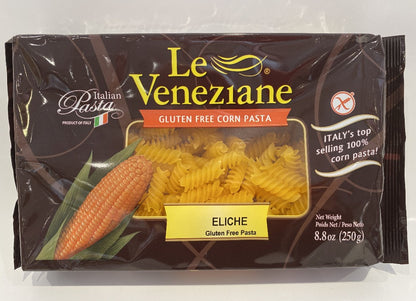 Italian
Pasta
PRODUCT OF ITALY
Le
Veneziane
®
GLUTEN FREE CORN PASTA
ITALY's top
selling 100%
corn pasta!
ELICHE
Gluten Free Pasta
Net Weight
Poids Net / Peso Neto
8.8 oz (250g)